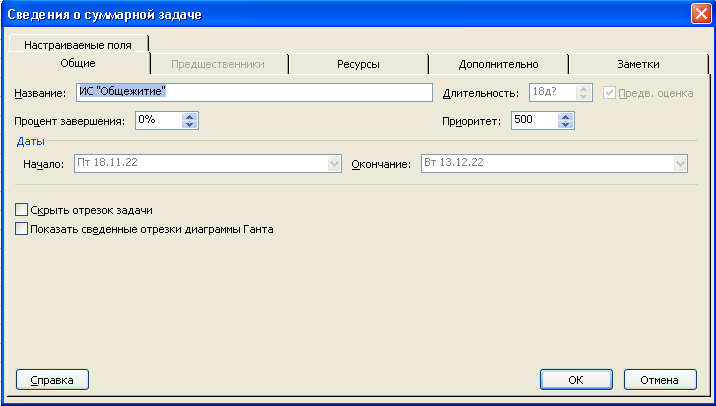 Сведения о суммарной задаче
Настраиваемые поля
Общие Предшественники Ресурсы Дополнительно Заметки
Название: ИС "Общежитие" Длительность: 18д? Предв. оценка
Процент завершения: 0% Приоритет: 500
Даты
Начало: Пт 18.11.22 Окончание: Вт 13.12.22
Скрыть отрезок задачи
Показать сведенные отрезки диаграммы Ганта
Справка ОК Отмена